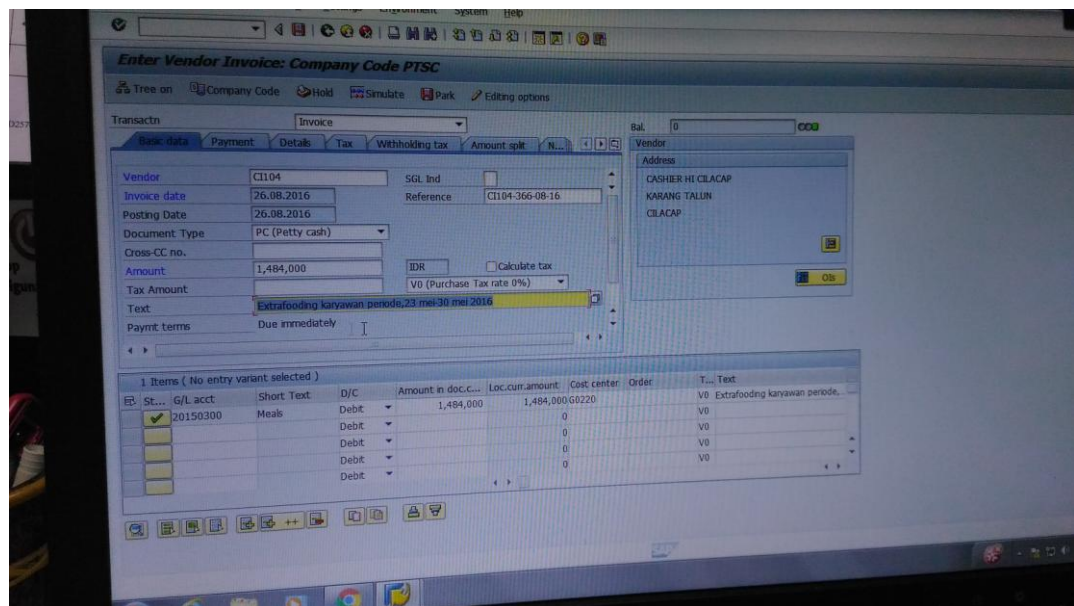 System Help
Enter Vendor Invoice: Company Code PTSC
Tree on Company Code Hold Simulate Park Editing options
Transactn Invoice
Bal. 0
Basic data Payment Details Tax Withholding tax Amount split N...
Vendor
Address
CASHIER HI CILACAP
KARANG TALUN
CILACAP
OIs
Vendor CI104 SGL Ind
Invoice date 26.08.2016 Reference CI104-366-08-16
Posting Date 26.08.2016
Document Type PC (Petty cash)
Cross-CC no.
Amount 1,484,000 IDR Calculate tax
Tax Amount V0 (Purchase Tax rate 0%)
Text Extrafooding karyawan periode,23 mei-30 mei 2016
Paymt terms Due immediately
1 Items ( No entry variant selected )
St... G/L acct Short Text D/C Amount in doc.c... Loc.curr.amount Cost center Order T... Text
20150300 Meals Debit 1,484,000 1,484,000 G0220 V0 Extrafooding karyawan periode,
Debit 0 V0
Debit 0 V0
Debit 0 V0
Debit 0 V0
SAP